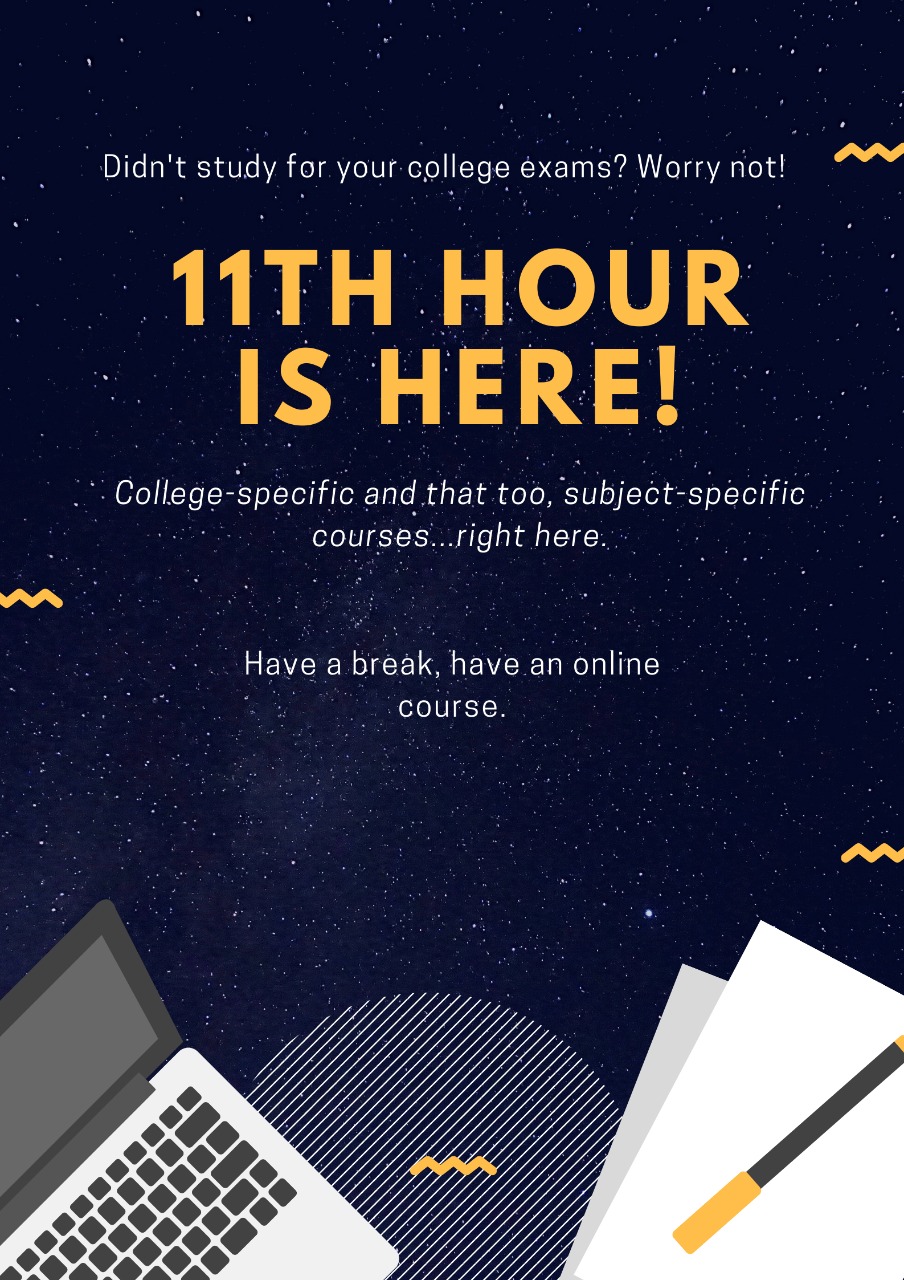 Didn't study for your college exams? Worry not!
11TH HOUR
IS HERE!
College-specific and that too, subject-specific
courses...right here.
Have a break, have an online
course.